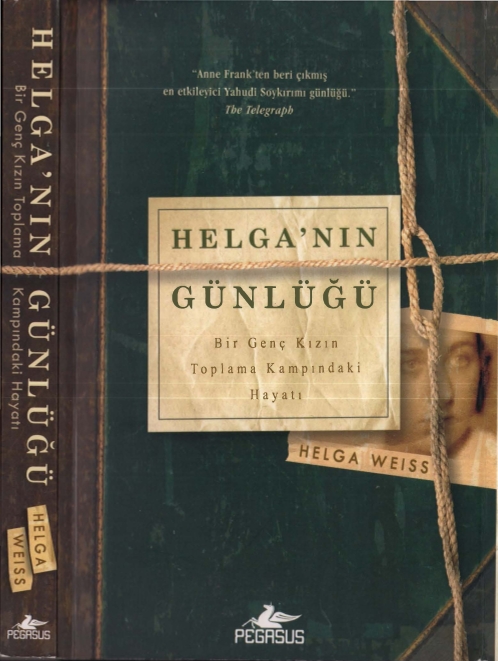 HELGA'NIN GÜNLÜĞÜ
Bir Genç Kızın Toplama Kampındaki Hayatı
HELGA
WEISS
PEGASUS
"Anne Frank'ten beri çıkmış
en etkileyici Yahudi Soykırımı günlüğü."
The Telegraph
HELGA'NIN
GÜNLÜĞÜ
Bir Genç Kızın
Toplama Kampındaki
Hayatı
HELGA WEISS
PEGASUS